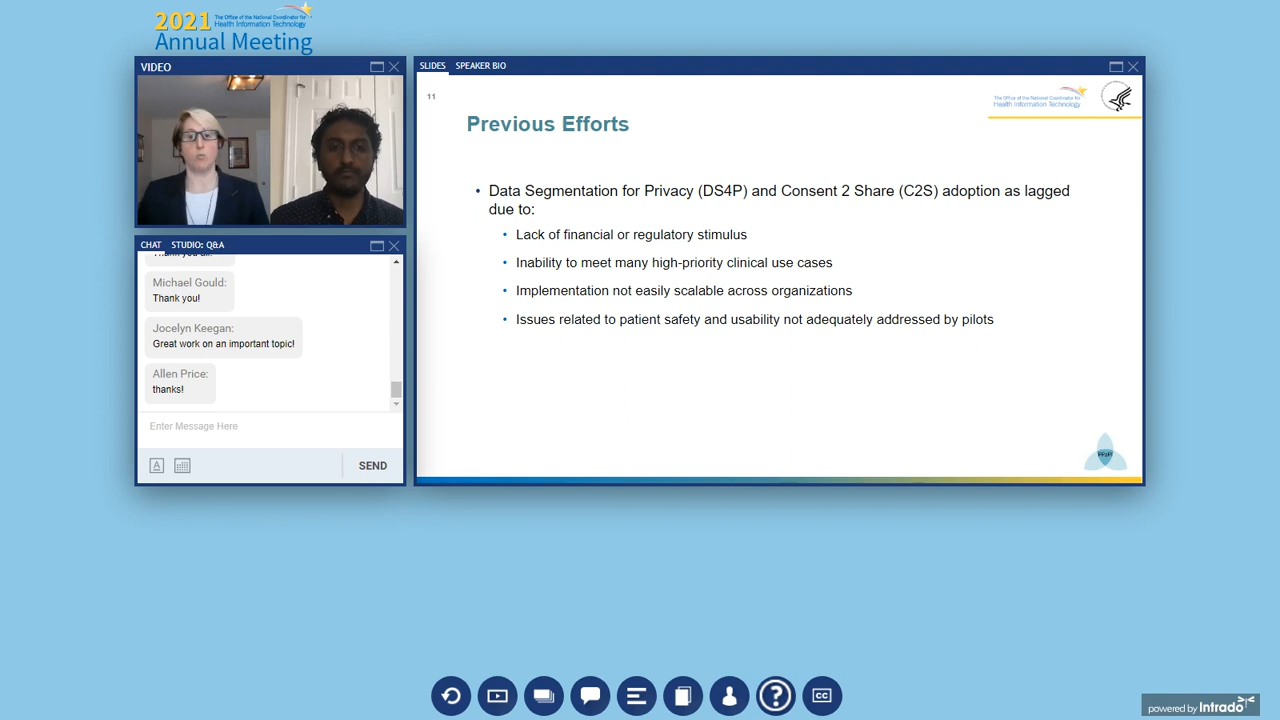 2021 The Office of the National Coordinator for
Health Information Technology
Annual Meeting
VIDEO
SLIDES SPEAKER BIO
11
The Office of the National Coordinator for
Health Information Technology
Previous Efforts
• Data Segmentation for Privacy (DS4P) and Consent 2 Share (C2S) adoption as lagged
due to:
• Lack of financial or regulatory stimulus
• Inability to meet many high-priority clinical use cases
• Implementation not easily scalable across organizations
• Issues related to patient safety and usability not adequately addressed by pilots
CHAT STUDIO: Q&A
Michael Gould:
Thank you!
Jocelyn Keegan:
Great work on an important topic!
Allen Price:
thanks!
Enter Message Here
A
SEND
?
CC
powered by Intrado